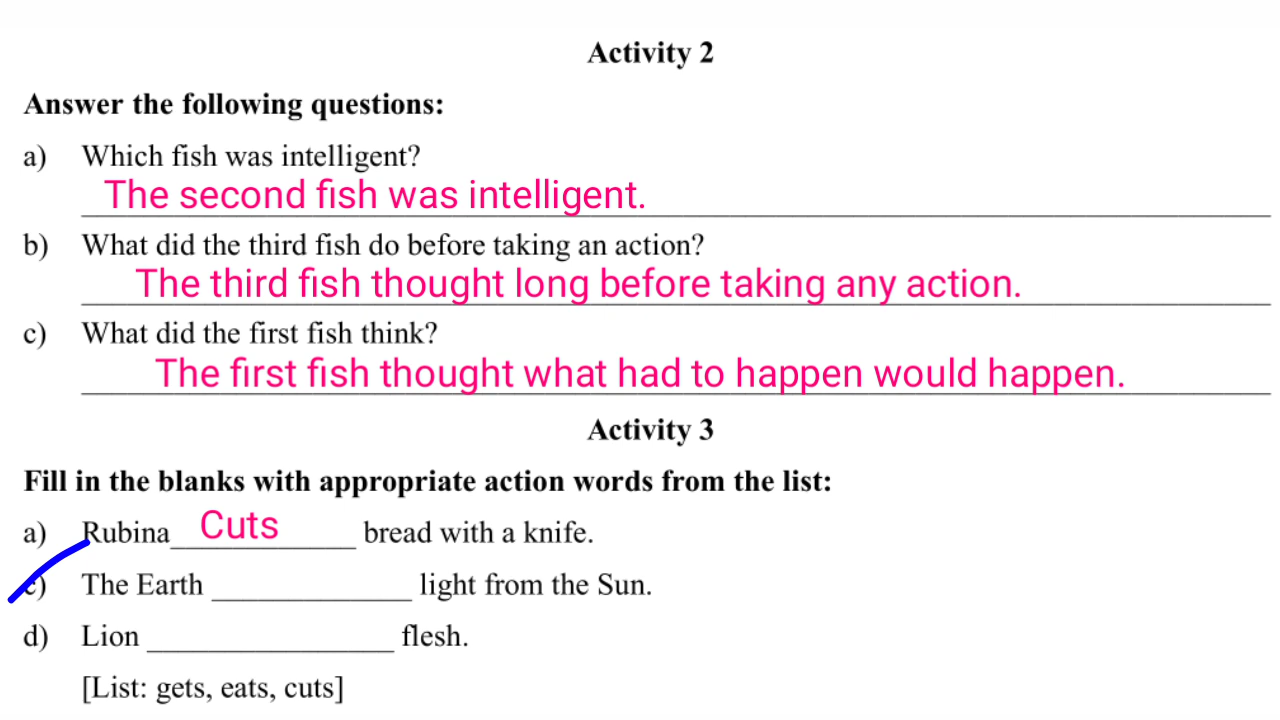 Activity 2
Answer the following questions:
a) Which fish was intelligent?
The second fish was intelligent.
b) What did the third fish do before taking an action?
The third fish thought long before taking any action.
c) What did the first fish think?
The first fish thought what had to happen would happen.
Activity 3
Fill in the blanks with appropriate action words from the list:
a) Rubina Cuts bread with a knife.
c) The Earth ____________ light from the Sun.
d) Lion _______________ flesh.
[List: gets, eats, cuts]